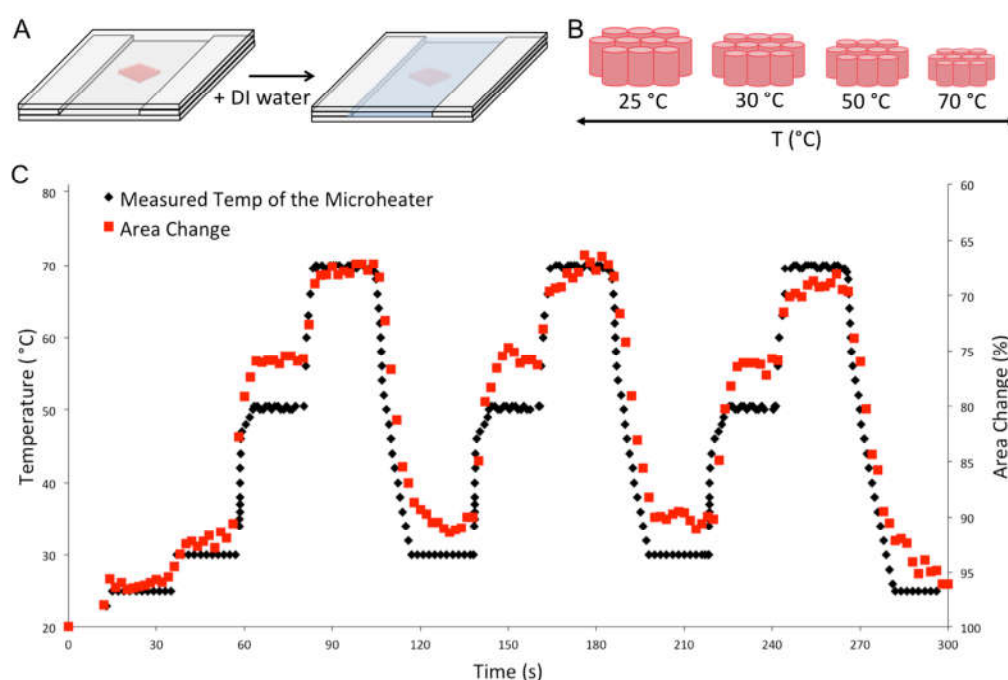 A
+ DI water
B
25 °C 30 °C 50 °C 70 °C
T (°C)
C
Measured Temp of the Microheater
Area Change
Temperature ( °C)
80
70
60
50
40
30
20
60
65
70
75
80
85
90
95
100
Area Change (%)
0 30 60 90 120 150 180 210 240 270 300
Time (s)